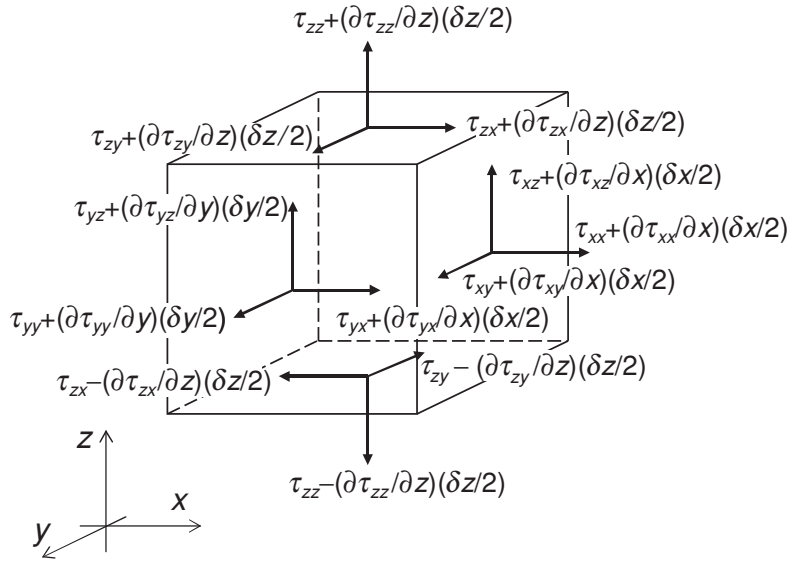 τzz+(∂τzz/∂z)(δz/2)
τzy+(∂τzy/∂z)(δz/2)
τzx+(∂τzx/∂z)(δz/2)
τxz+(∂τxz/∂x)(δx/2)
τyz+(∂τyz/∂y)(δy/2)
τxx+(∂τxx/∂x)(δx/2)
τxy+(∂τxy/∂x)(δx/2)
τyy+(∂τyy/∂y)(δy/2)
τyx+(∂τyx/∂x)(δx/2)
τzx−(∂τzx/∂z)(δz/2)
τzy− (∂τzy/∂z)(δz/2)
τzz−(∂τzz/∂z)(δz/2)
z
x
y